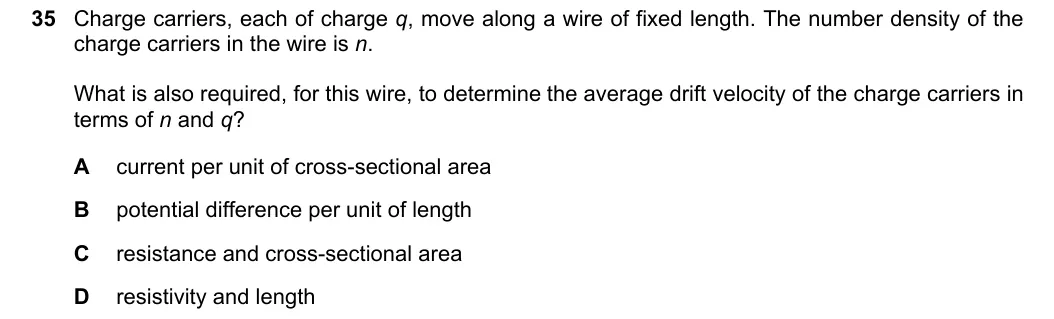 35 Charge carriers, each of charge q, move along a wire of fixed length. The number density of the
charge carriers in the wire is n.
What is also required, for this wire, to determine the average drift velocity of the charge carriers in
terms of n and q?
A current per unit of cross-sectional area
B potential difference per unit of length
C resistance and cross-sectional area
D resistivity and length